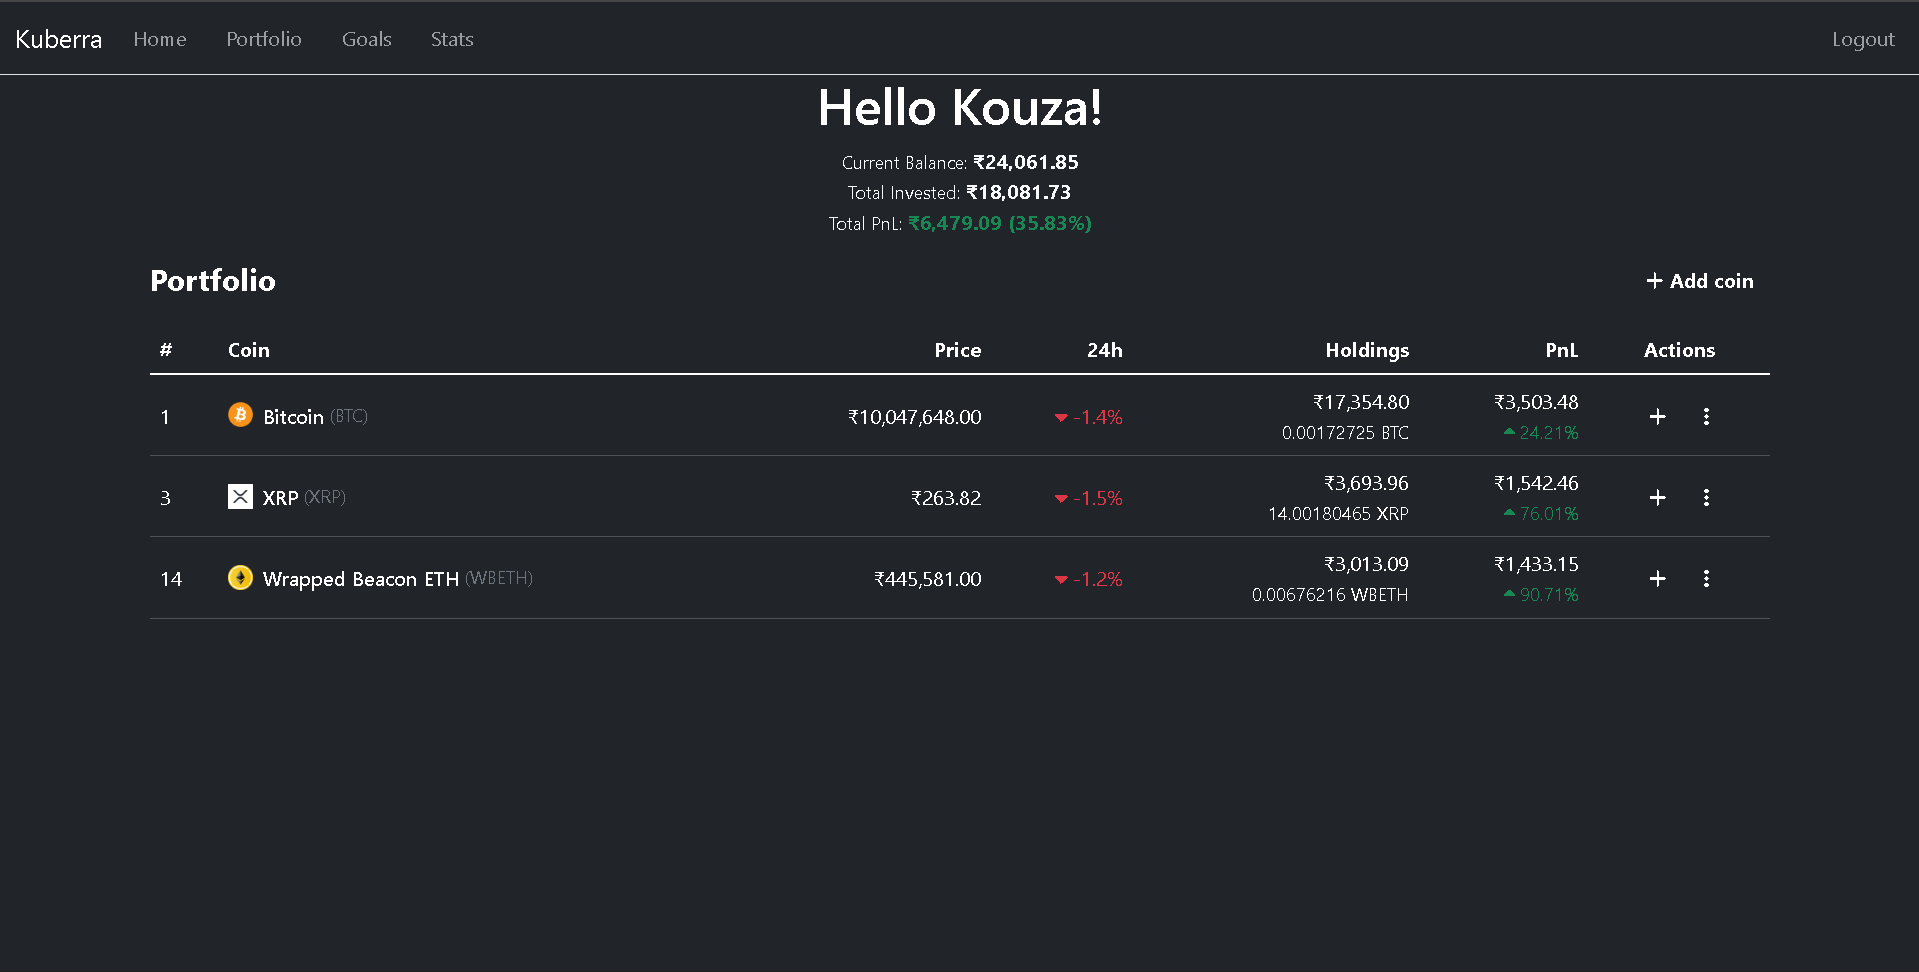 Kuberra Home Portfolio Goals Stats Logout
Hello Kouza!
Current Balance: ₹24,061.85
Total Invested: ₹18,081.73
Total PnL: ₹6,479.09 (35.83%)
Portfolio + Add coin
# Coin Price 24h Holdings PnL Actions
1 Bitcoin (BTC) ₹10,047,648.00 -1.4% ₹17,354.80 ₹3,503.48
0.00172725 BTC 24.21%
3 XRP (XRP) ₹263.82 -1.5% ₹3,693.96 ₹1,542.46
14.00180465 XRP 76.01%
14 Wrapped Beacon ETH (WBETH) ₹445,581.00 -1.2% ₹3,013.09 ₹1,433.15
0.00676216 WBETH 90.71%